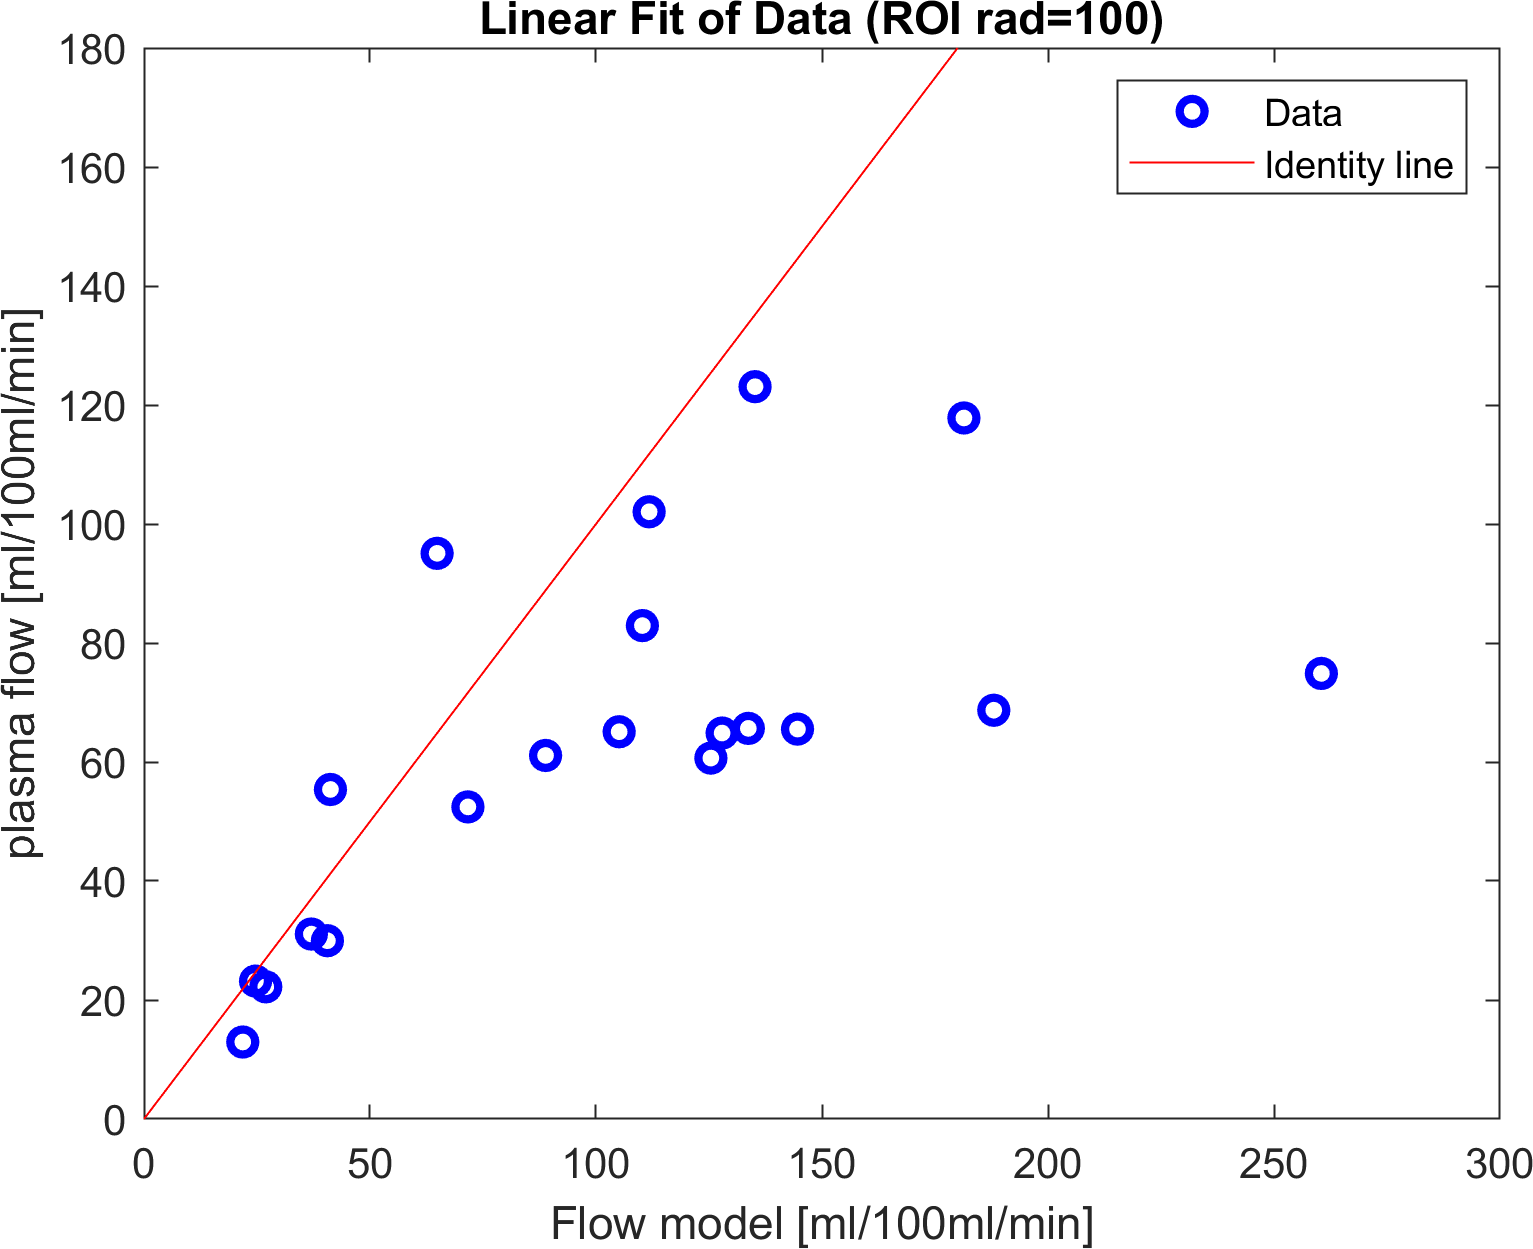 Linear Fit of Data (ROI rad=100)
180
160
140
120
100
80
60
40
20
0
plasma flow [ml/100ml/min]
Data
Identity line
0 50 100 150 200 250 300
Flow model [ml/100ml/min]